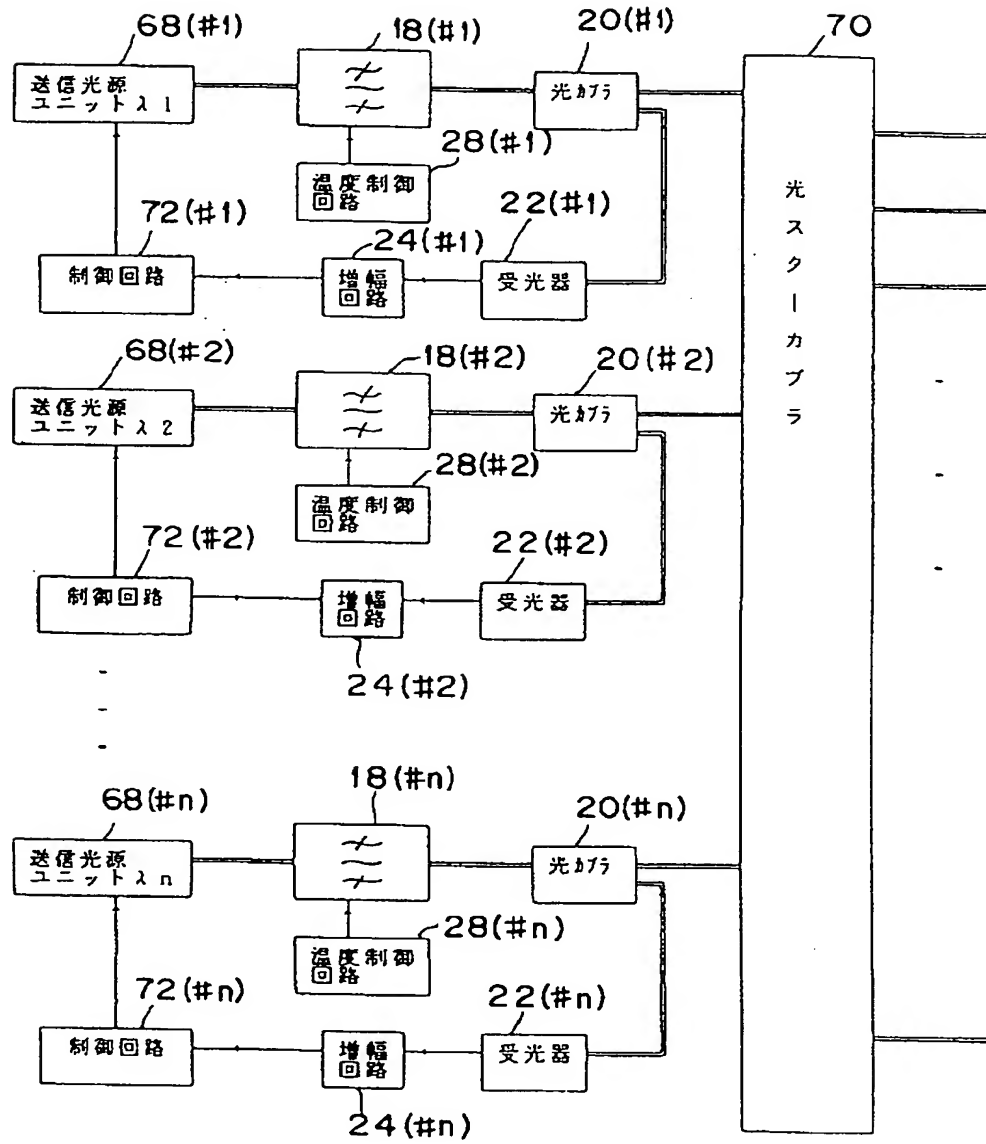 68(#1)
18(#1)
20(#1)
70
送信光源
ユニットλ1
光カプラ
28(#1)
温度制御
回路
72(#1)
24(#1)
22(#1)
制御回路
増幅
回路
受光器
光スターカプラ
68(#2)
18(#2)
20(#2)
送信光源
ユニットλ2
光カプラ
28(#2)
温度制御
回路
72(#2)
22(#2)
制御回路
増幅
回路
受光器
24(#2)
68(#n)
18(#n)
20(#n)
送信光源
ユニットλn
光カプラ
28(#n)
温度制御
回路
72(#n)
22(#n)
制御回路
増幅
回路
受光器
24(#n)